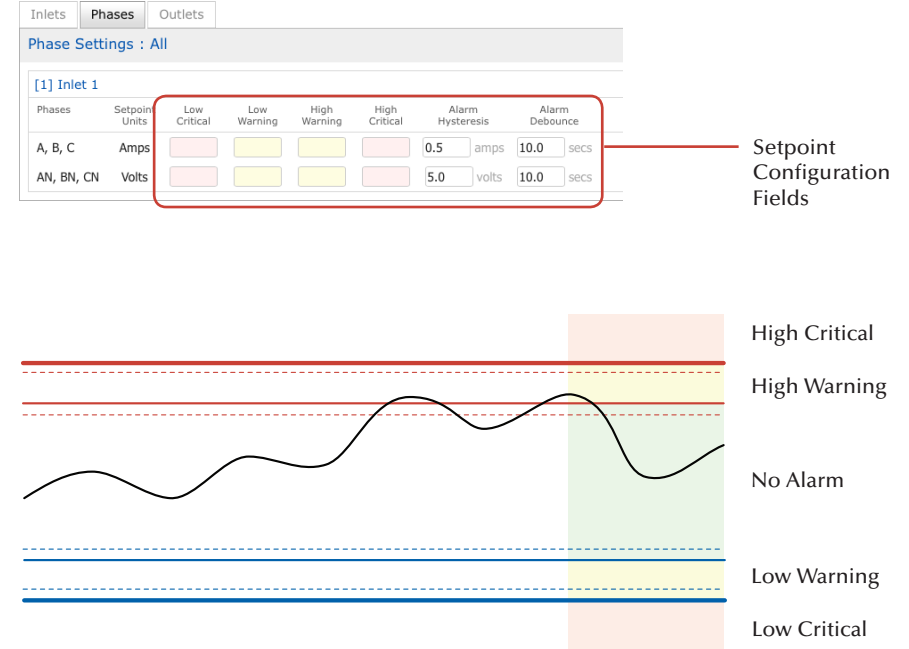 Inlets Phases Outlets
Phase Settings : All
[1] Inlet 1
Phases Setpoint Units Low Critical Low Warning High Warning High Critical Alarm Hysteresis Alarm Debounce
A, B, C Amps 0.5 amps 10.0 secs
AN, BN, CN Volts 5.0 volts 10.0 secs
Setpoint
Configuration
Fields
High Critical
High Warning
No Alarm
Low Warning
Low Critical